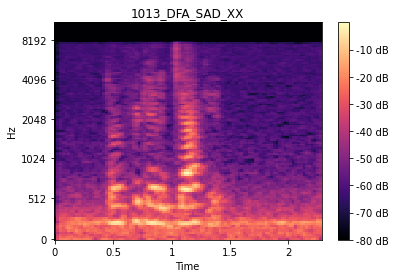 1013_DFA_SAD_XX
8192
4096
2048
1024
512
0
Hz
0
0.5
1
1.5
2
Time
-10 dB
-20 dB
-30 dB
-40 dB
-50 dB
-60 dB
-70 dB
-80 dB